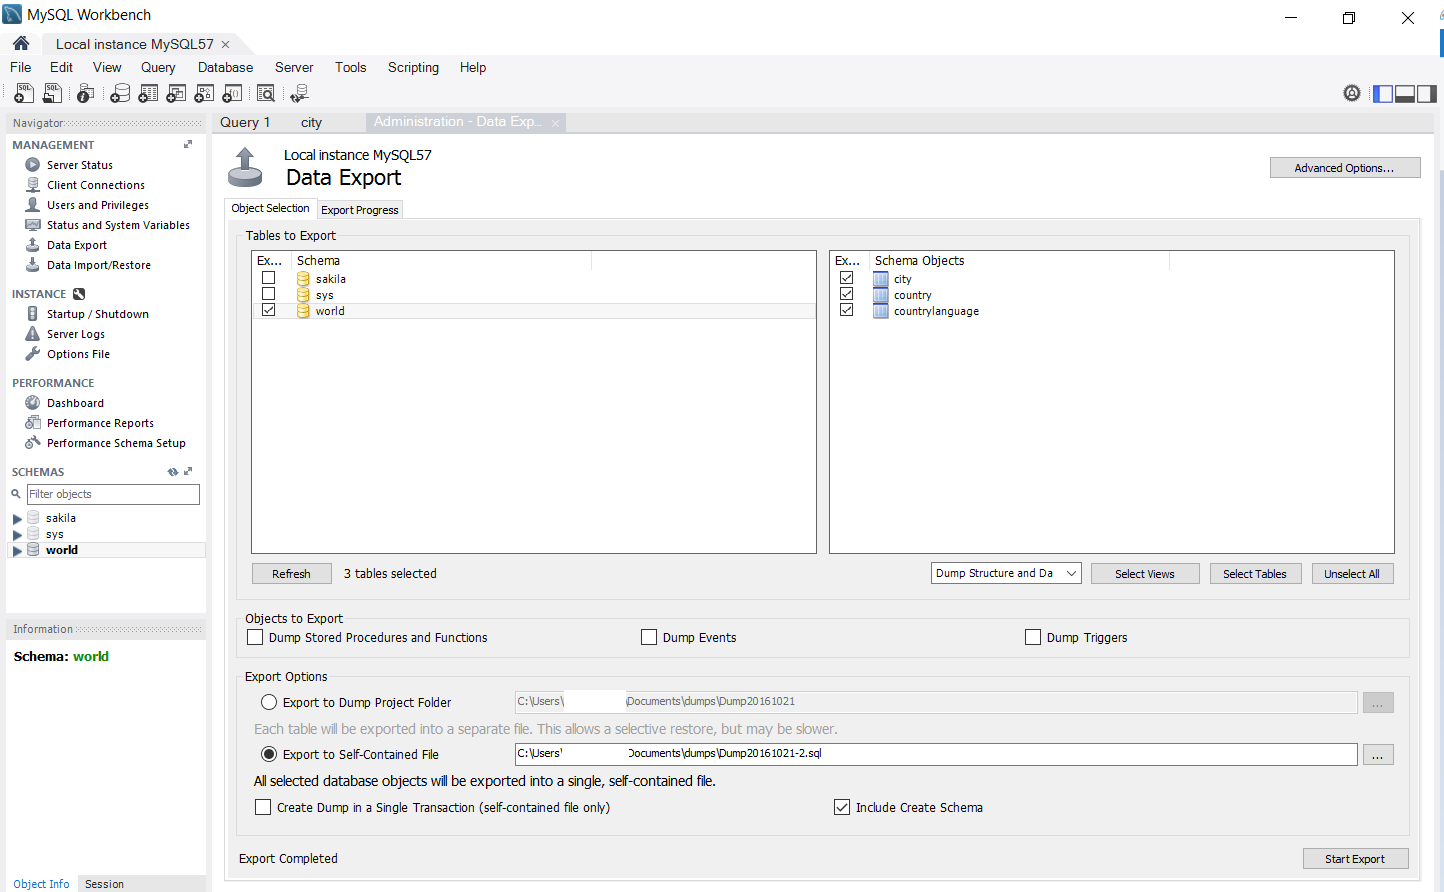 MySQL Workbench
Local instance MySQL57
File Edit View Query Database Server Tools Scripting Help
Navigator
MANAGEMENT
Server Status
Client Connections
Users and Privileges
Status and System Variables
Data Export
Data Import/Restore
INSTANCE
Startup / Shutdown
Server Logs
Options File
PERFORMANCE
Dashboard
Performance Reports
Performance Schema Setup
SCHEMAS
Filter objects
sakila
sys
world
Information
Schema: world
Object Info Session
Query 1 city Administration - Data Exp...
Local instance MySQL57
Data Export
Advanced Options...
Object Selection Export Progress
Tables to Export
Ex... Schema
sakila
sys
world
Ex... Schema Objects
city
country
countrylanguage
Refresh 3 tables selected Dump Structure and Da Select Views Select Tables Unselect All
Objects to Export
Dump Stored Procedures and Functions Dump Events Dump Triggers
Export Options
Export to Dump Project Folder C:\Users\ \Documents\dumps\Dump20161021 ...
Each table will be exported into a separate file. This allows a selective restore, but may be slower.
Export to Self-Contained File C:\Users\ Documents\dumps\Dump20161021-2.sql ...
All selected database objects will be exported into a single, self-contained file.
Create Dump in a Single Transaction (self-contained file only) Include Create Schema
Export Completed Start Export